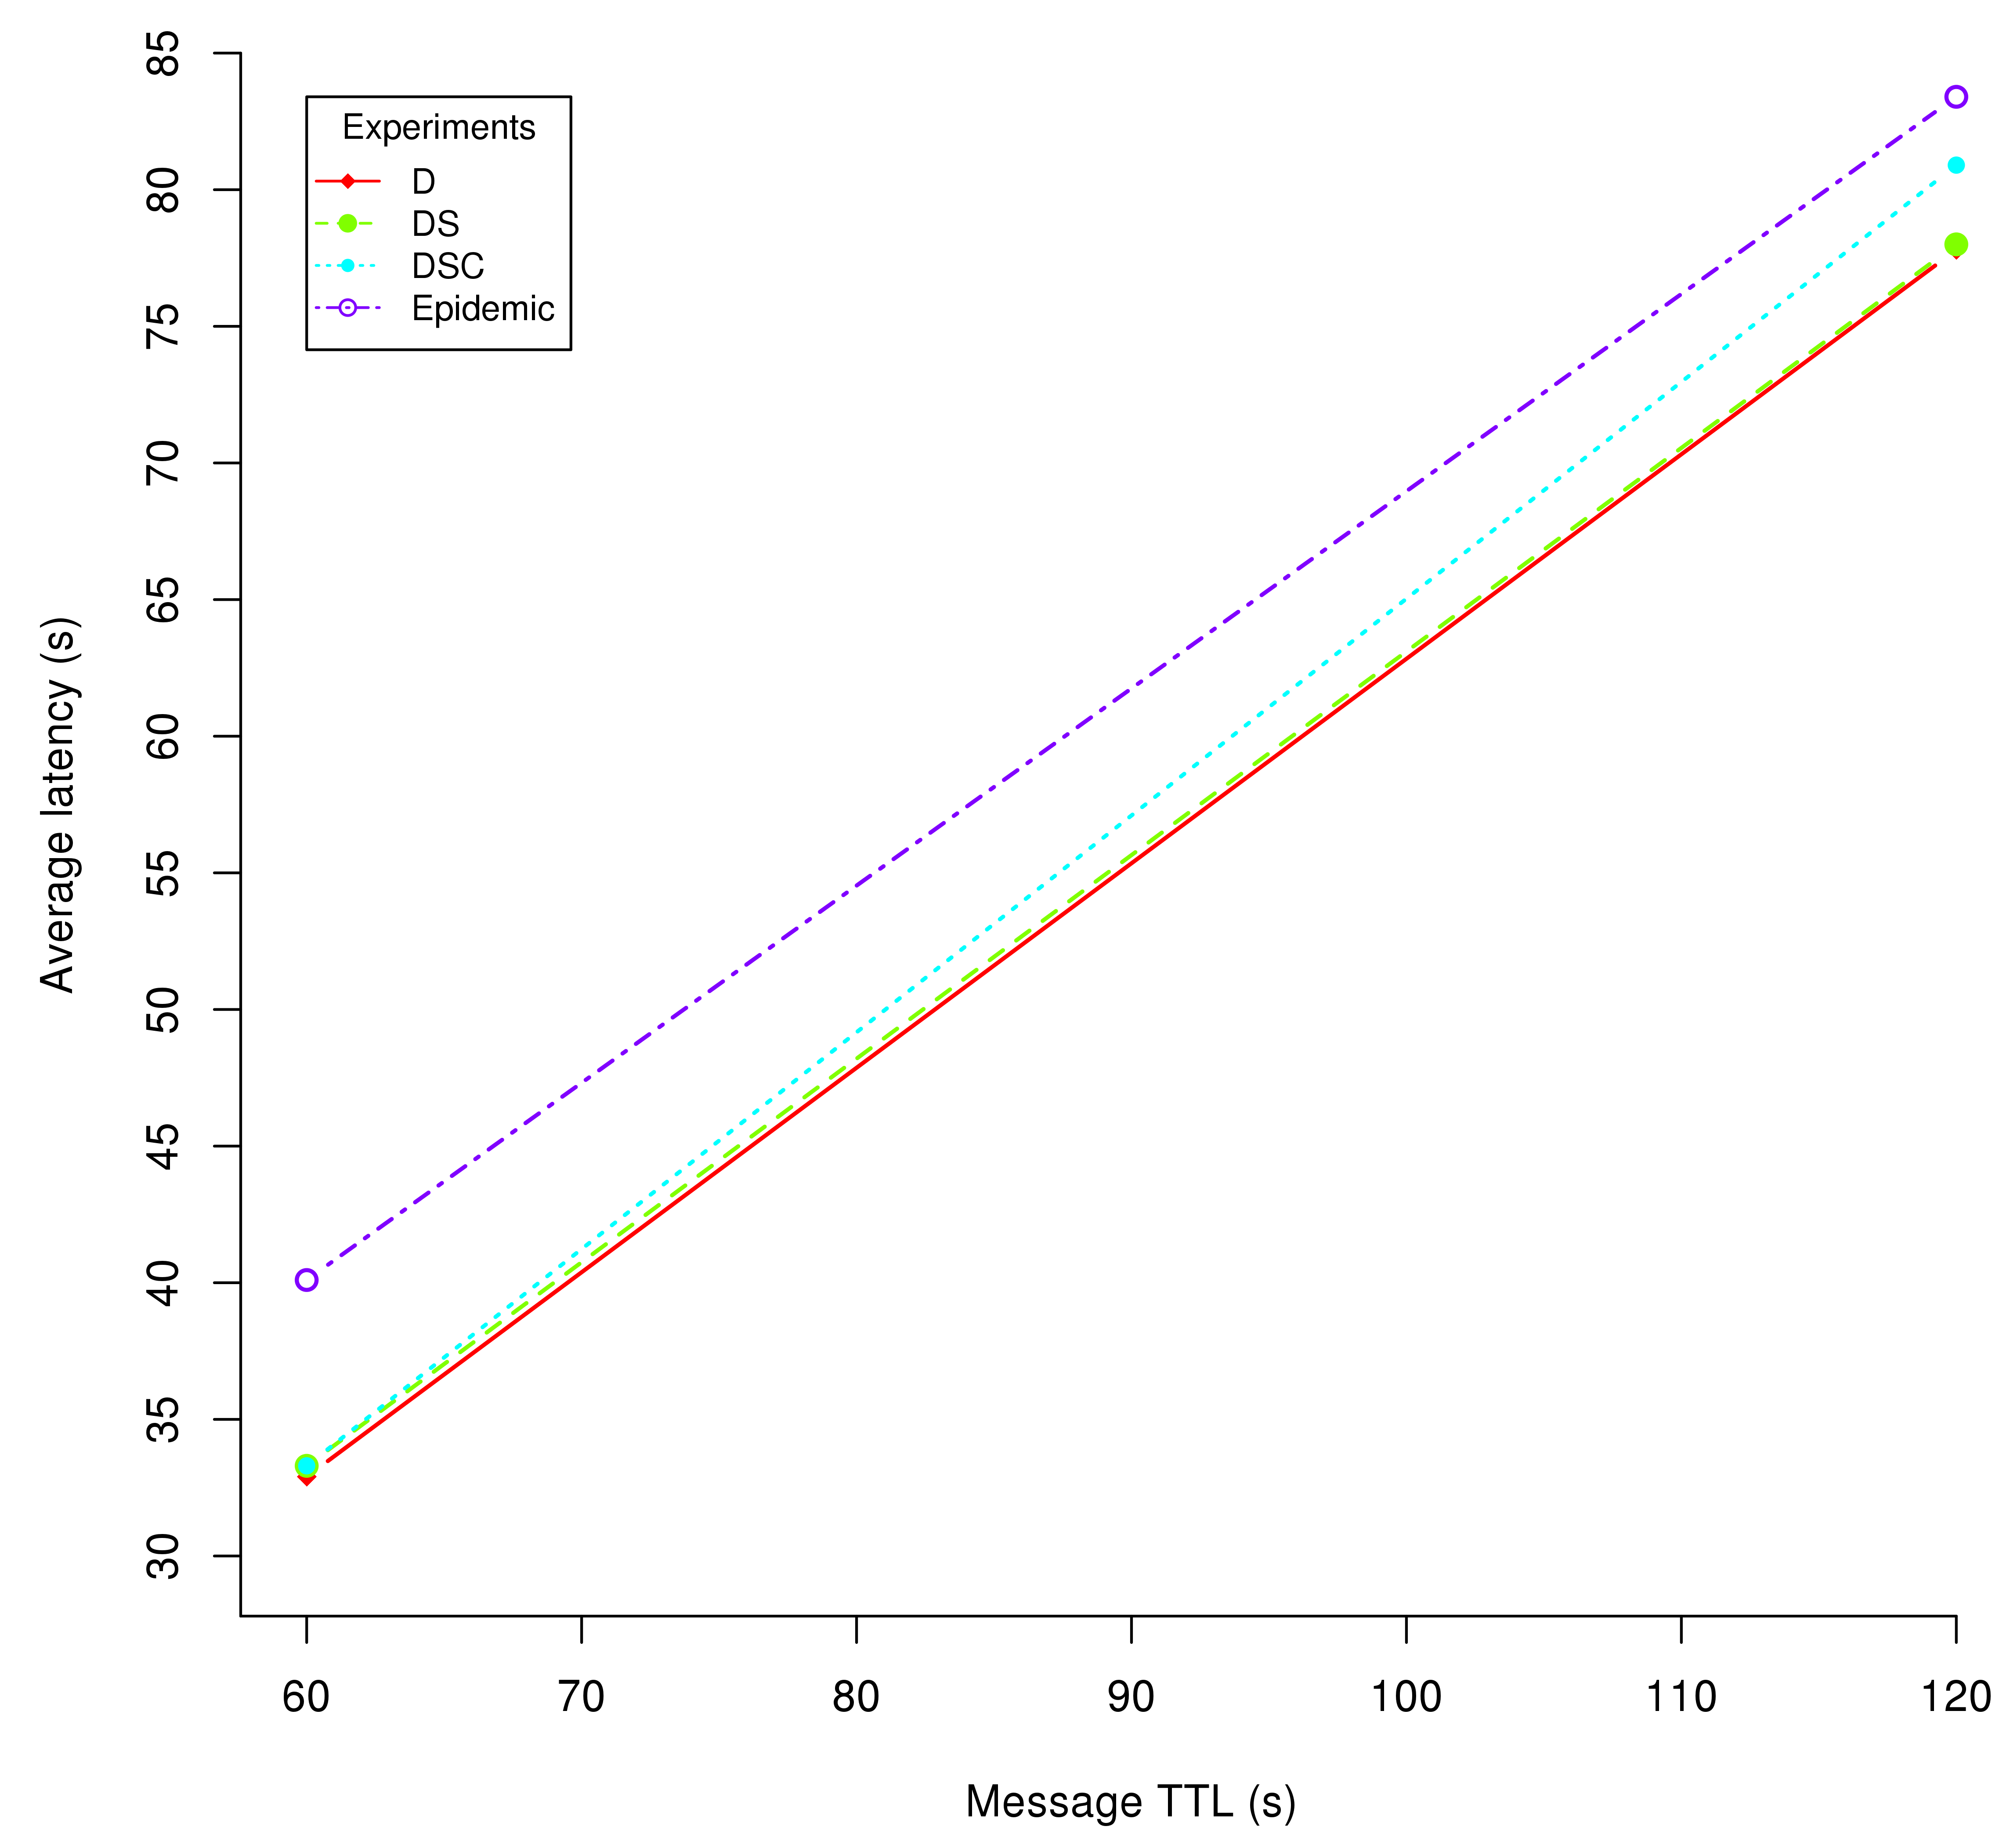 Experiments
D
DS
DSC
Epidemic
Average latency (s)
85
80
75
70
65
60
55
50
45
40
35
30
60 70 80 90 100 110 120
Message TTL (s)